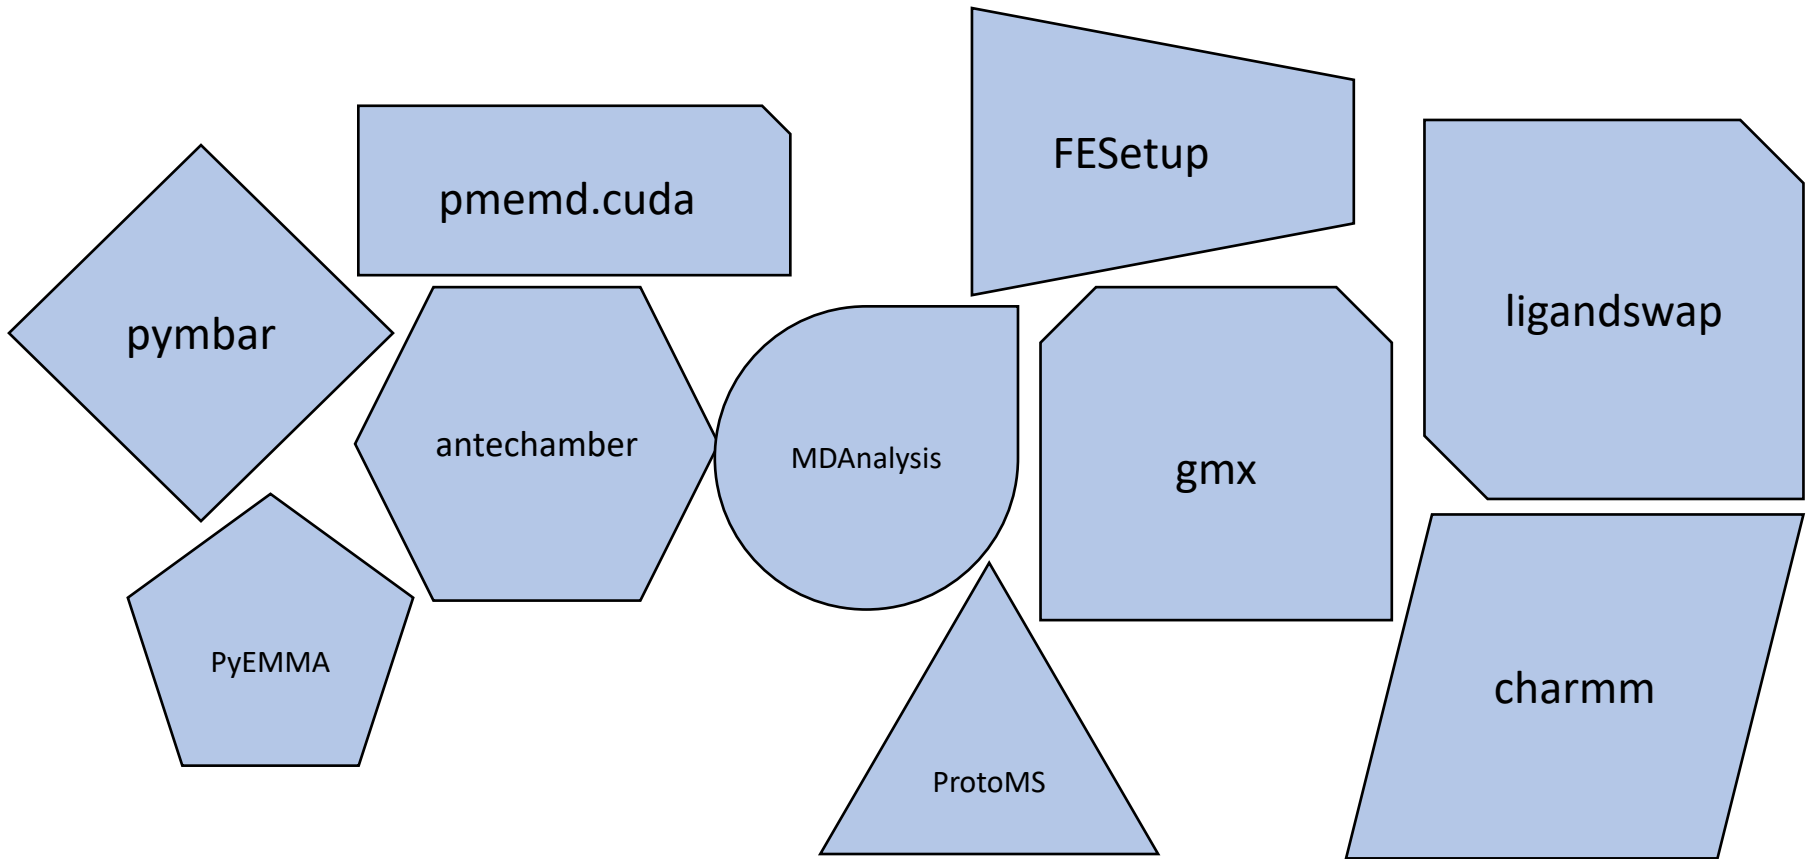 FESetup
pmemd.cuda
ligandswap
pymbar
antechamber
MDAnalysis
gmx
PyEMMA
charmm
ProtoMS